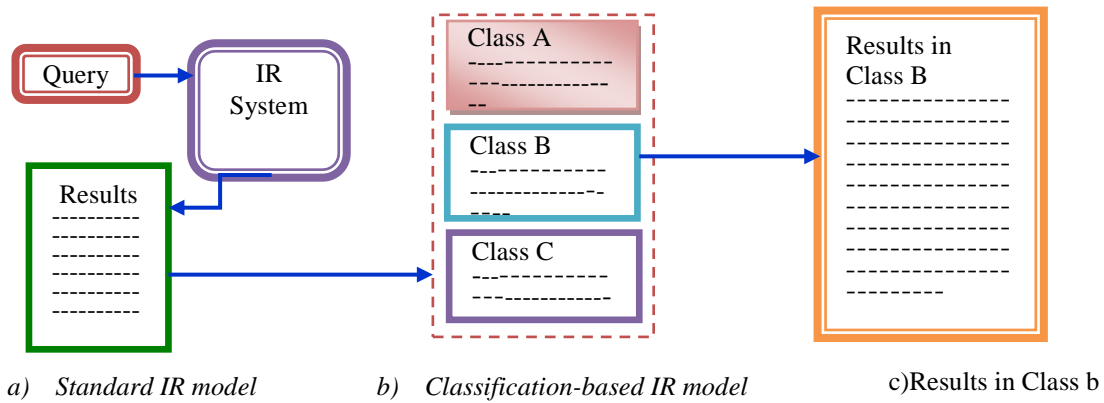 Query
IR
System
Results
Class A
Class B
Class C
Results in
Class B
a) Standard IR model
b) Classification-based IR model
c)Results in Class b